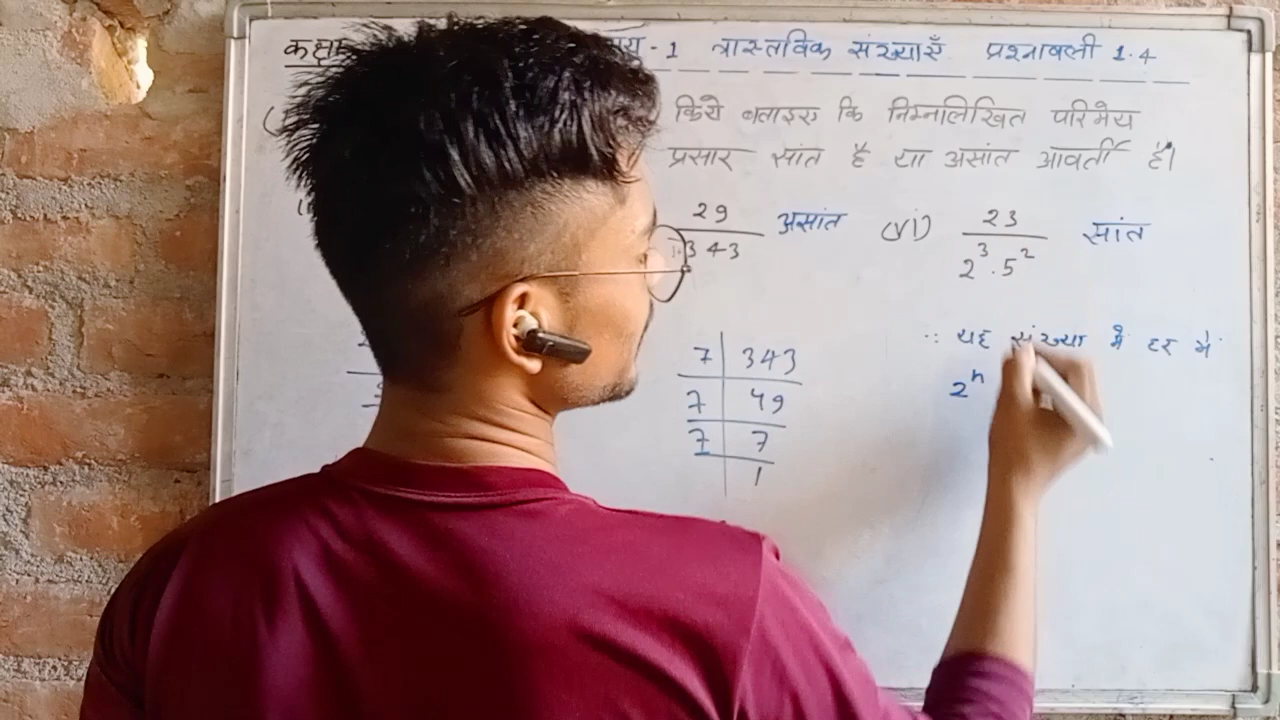 वास्तविक संख्याएँ प्रश्नावली 1.4
किये बताइए कि निम्नलिखित परिमेय
प्रसार सांत है या असांत आवर्ती है।
29
343
असांत
(vi)
23
2³.5²
सांत
7 | 343
7 | 49
7 | 7
1
∵ यह संख्या में हर में
2ⁿ